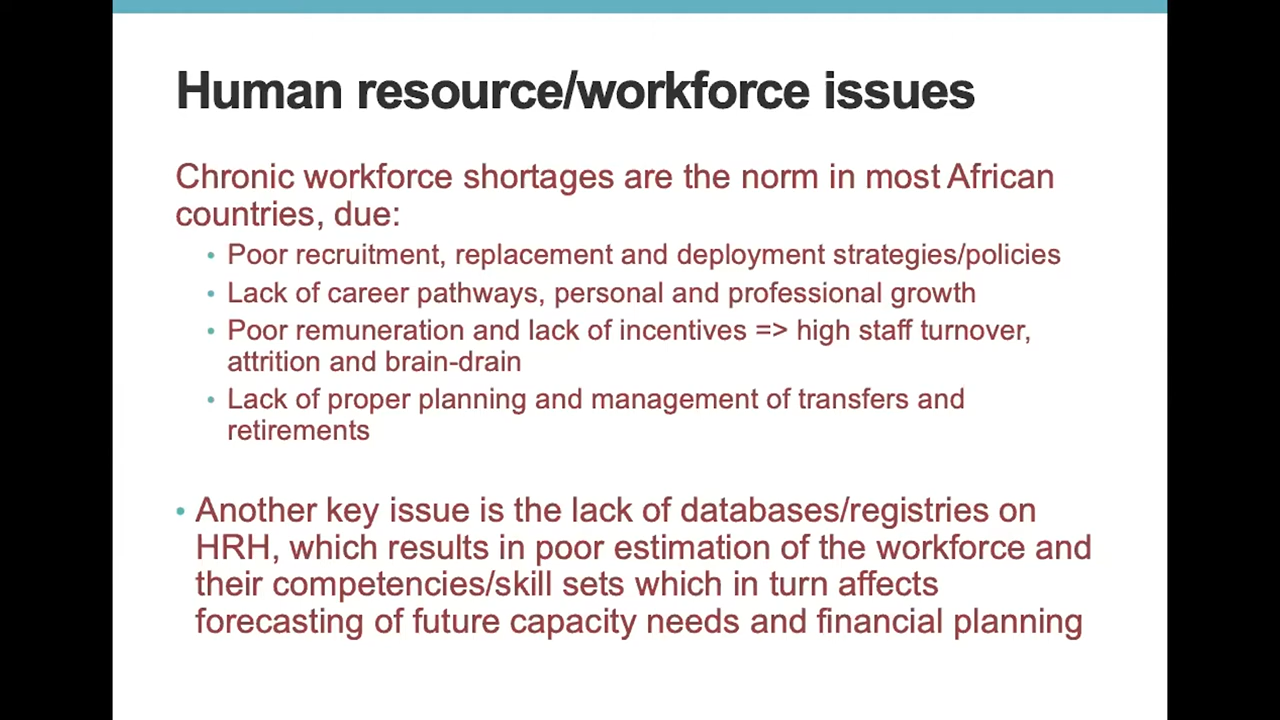 Human resource/workforce issues
Chronic workforce shortages are the norm in most African
countries, due:
• Poor recruitment, replacement and deployment strategies/policies
• Lack of career pathways, personal and professional growth
• Poor remuneration and lack of incentives => high staff turnover,
attrition and brain-drain
• Lack of proper planning and management of transfers and
retirements
• Another key issue is the lack of databases/registries on
HRH, which results in poor estimation of the workforce and
their competencies/skill sets which in turn affects
forecasting of future capacity needs and financial planning